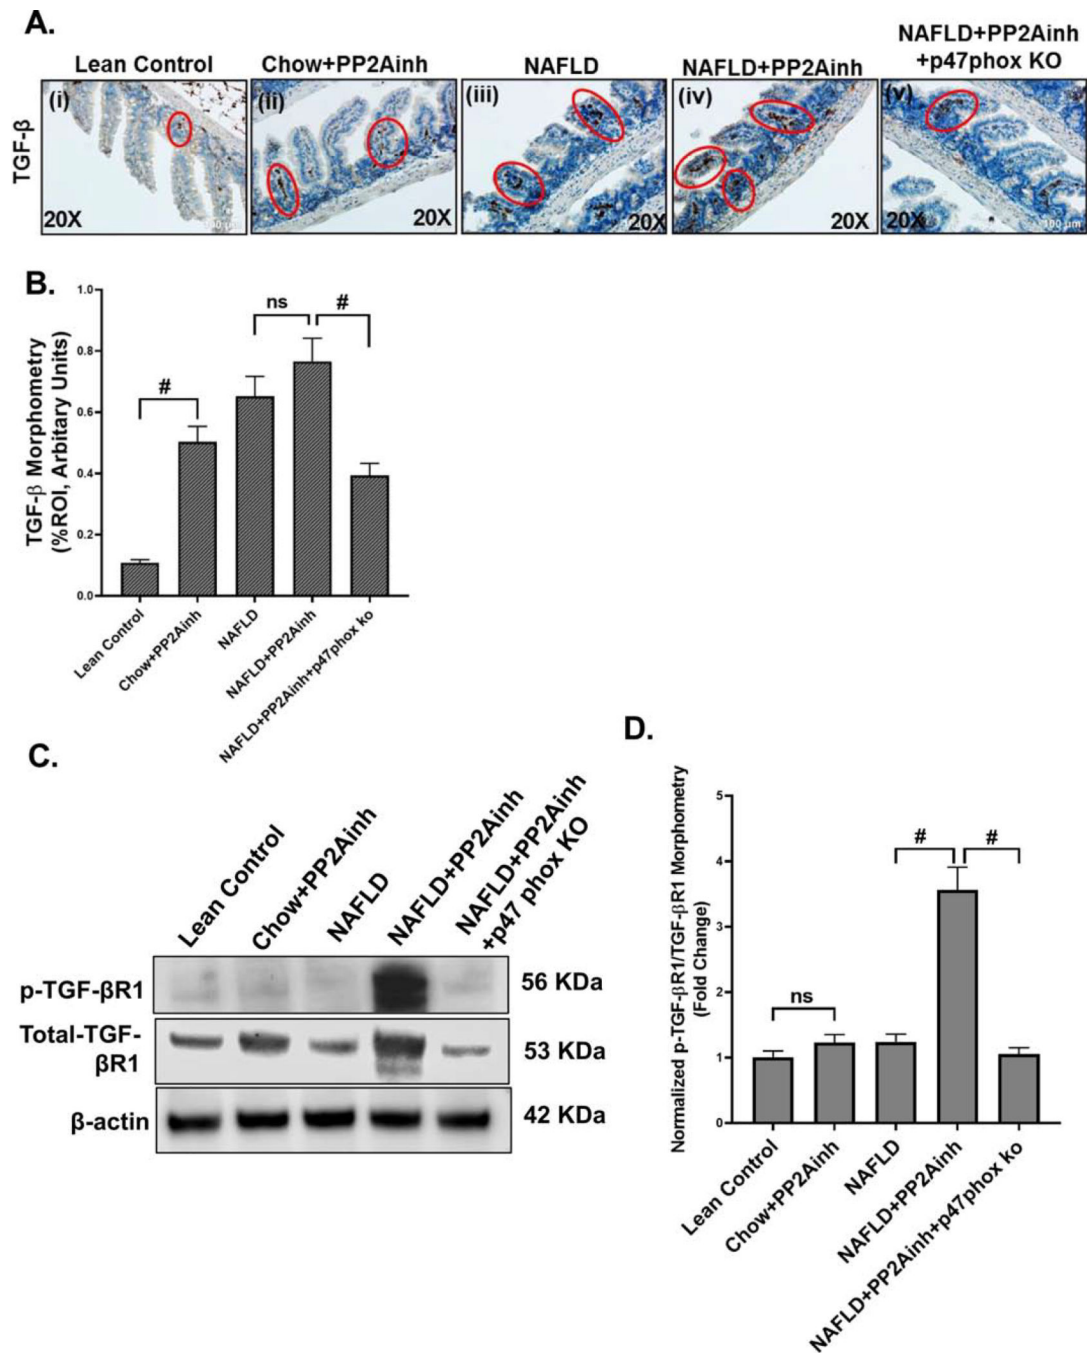 A.
Lean Control
Chow+PP2Ainh
NAFLD
NAFLD+PP2Ainh
NAFLD+PP2Ainh
+p47phox KO
TGF-β
(i)
(ii)
(iii)
(iv)
(v)
20X
20X
20X
20X
20X
100 µm
B.
TGF-β Morphometry
(%ROI, Arbitary Units)
1.0
0.8
0.6
0.4
0.2
0.0
#
ns
#
Lean Control
Chow+PP2Ainh
NAFLD
NAFLD+PP2Ainh
NAFLD+PP2Ainh+p47phox ko
C.
Lean Control
Chow+PP2Ainh
NAFLD
NAFLD+PP2Ainh
NAFLD+PP2Ainh
+p47 phox KO
p-TGF-βR1
56 KDa
Total-TGF-
βR1
53 KDa
β-actin
42 KDa
D.
Normalized p-TGF-βR1/TGF-βR1 Morphometry
(Fold Change)
5
4
3
2
1
0
ns
#
#
Lean Control
Chow+PP2Ainh
NAFLD
NAFLD+PP2Ainh
NAFLD+PP2Ainh+p47phox ko